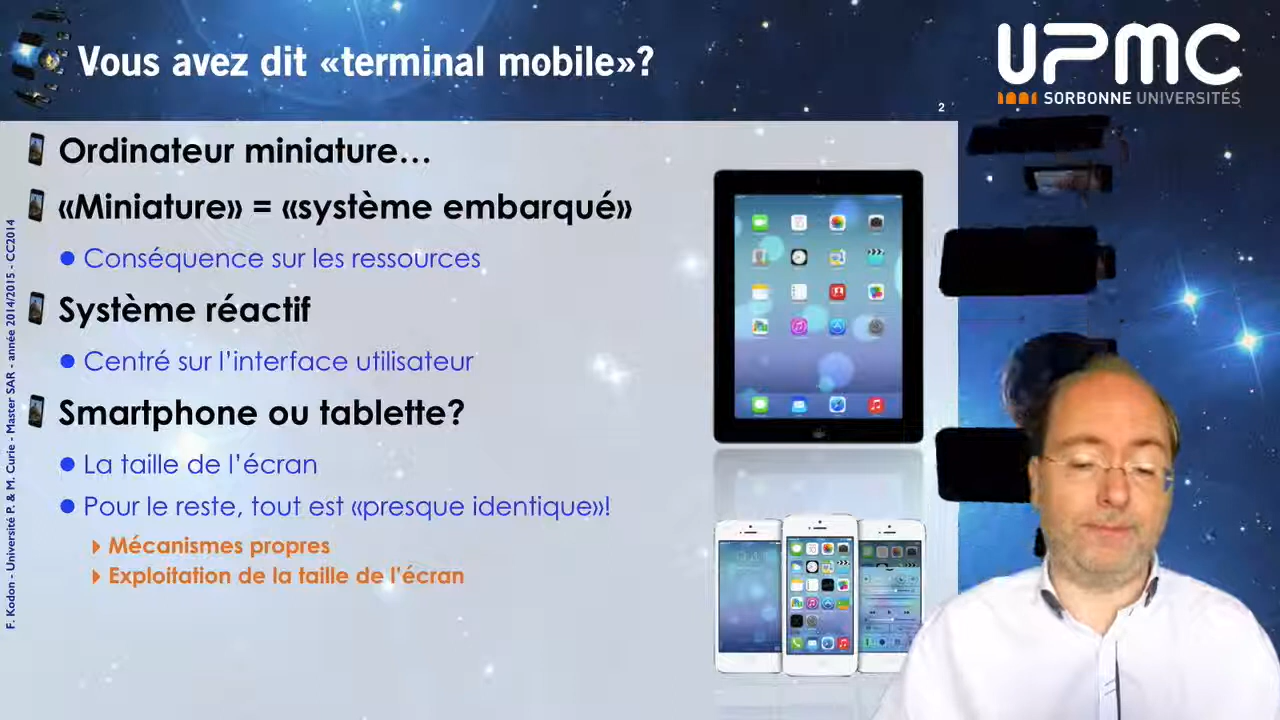 Vous avez dit «terminal mobile»?
UPMC
SORBONNE UNIVERSITÉS
2
Ordinateur miniature...
«Miniature» = «système embarqué»
Conséquence sur les ressources
Système réactif
Centré sur l'interface utilisateur
Smartphone ou tablette?
La taille de l'écran
Pour le reste, tout est «presque identique»!
Mécanismes propres
Exploitation de la taille de l'écran
F. Kodon - Université P. & M. Curie - Master SAR - année 2014/2015 - CC2014